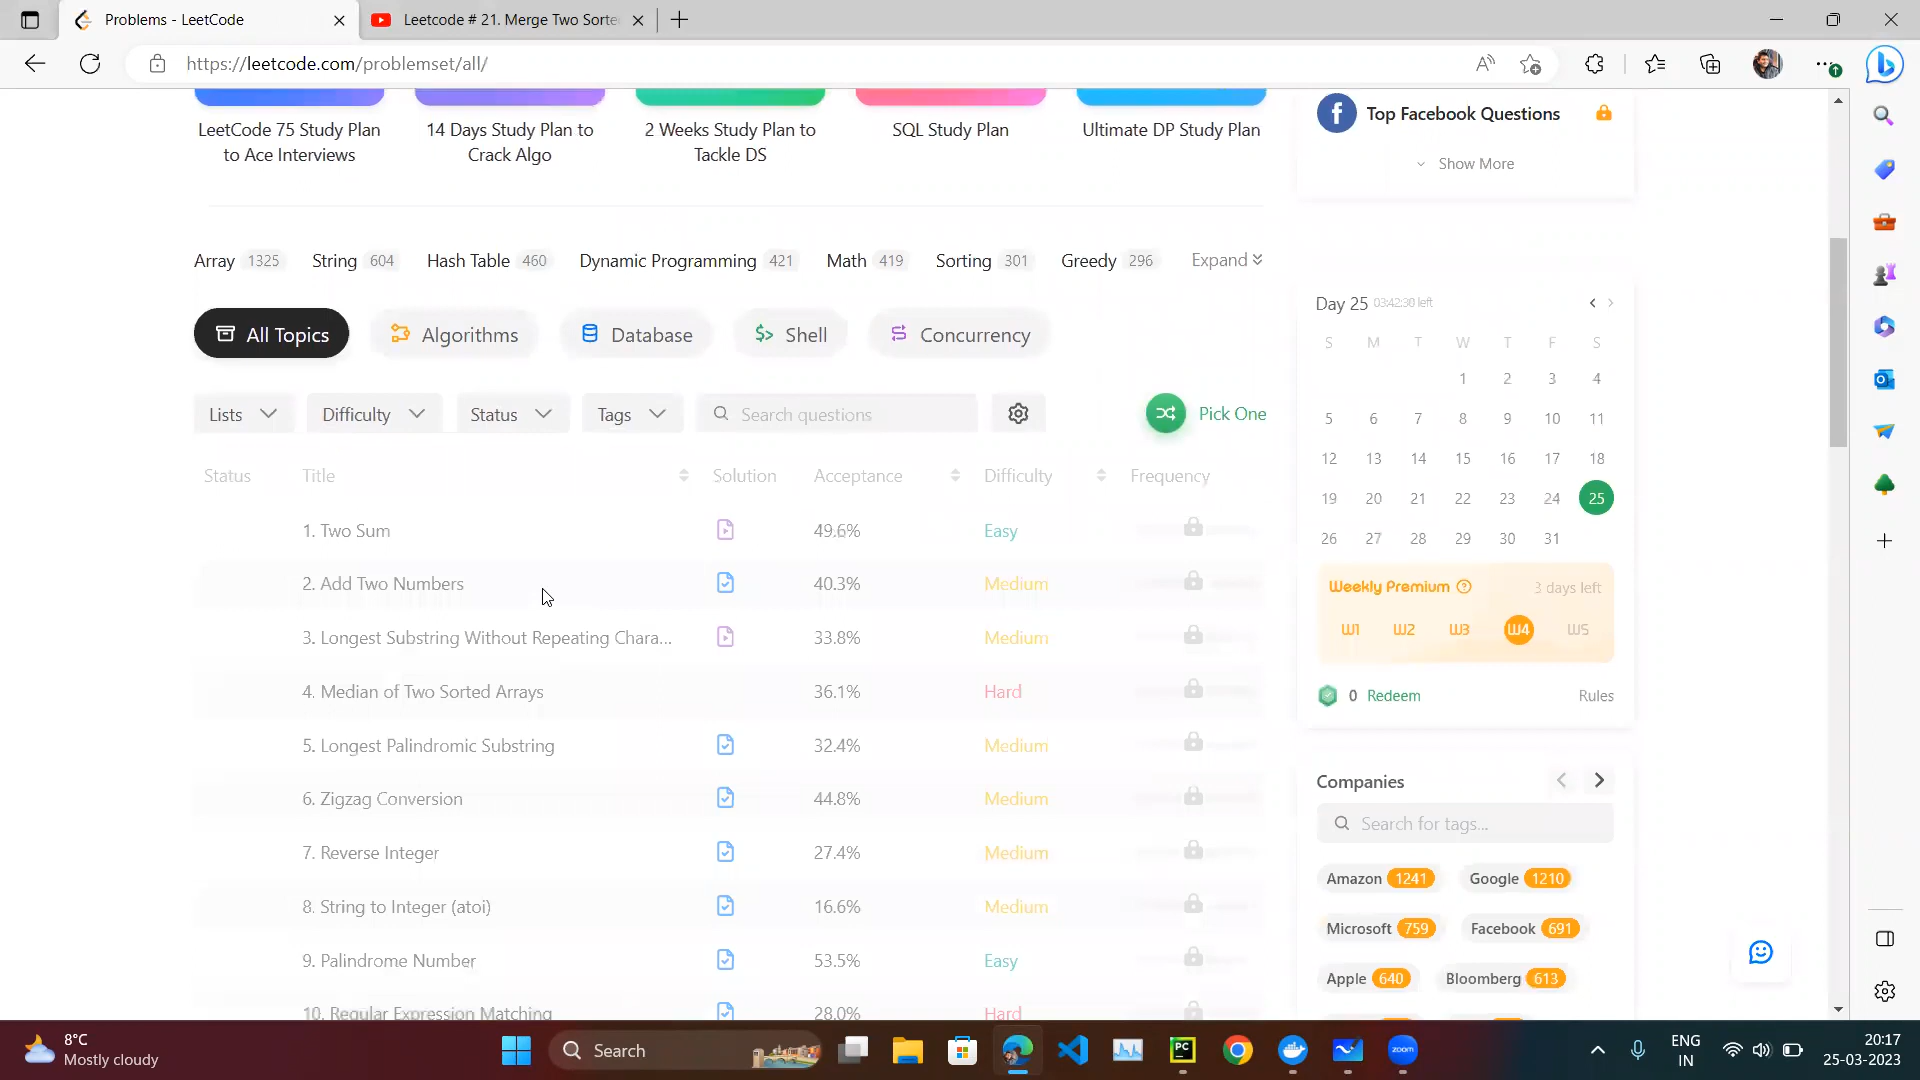 Problems - LeetCode
Leetcode # 21. Merge Two Sorte
https://leetcode.com/problemset/all/
LeetCode 75 Study Plan
to Ace Interviews
14 Days Study Plan to
Crack Algo
2 Weeks Study Plan to
Tackle DS
SQL Study Plan
Ultimate DP Study Plan
Top Facebook Questions
Show More
Array 1325 String 604 Hash Table 460 Dynamic Programming 421 Math 419 Sorting 301 Greedy 296 Expand
All Topics Algorithms Database Shell Concurrency
Lists Difficulty Status Tags Search questions Pick One
Status Title Solution Acceptance Difficulty Frequency
1. Two Sum 49.6% Easy
2. Add Two Numbers 40.3% Medium
3. Longest Substring Without Repeating Chara... 33.8% Medium
4. Median of Two Sorted Arrays 36.1% Hard
5. Longest Palindromic Substring 32.4% Medium
6. Zigzag Conversion 44.8% Medium
7. Reverse Integer 27.4% Medium
8. String to Integer (atoi) 16.6% Medium
9. Palindrome Number 53.5% Easy
10. Regular Expression Matching 28.0% Hard
Day 25 03:42:30 left
S M T W T F S
1 2 3 4
5 6 7 8 9 10 11
12 13 14 15 16 17 18
19 20 21 22 23 24 25
26 27 28 29 30 31
Weekly Premium 3 days left
W1 W2 W3 W4 W5
0 Redeem Rules
Companies
Search for tags...
Amazon 1241 Google 1210
Microsoft 759 Facebook 691
Apple 640 Bloomberg 613
8°C
Mostly cloudy
Search
PC
zoom
ENG
IN
20:17
25-03-2023